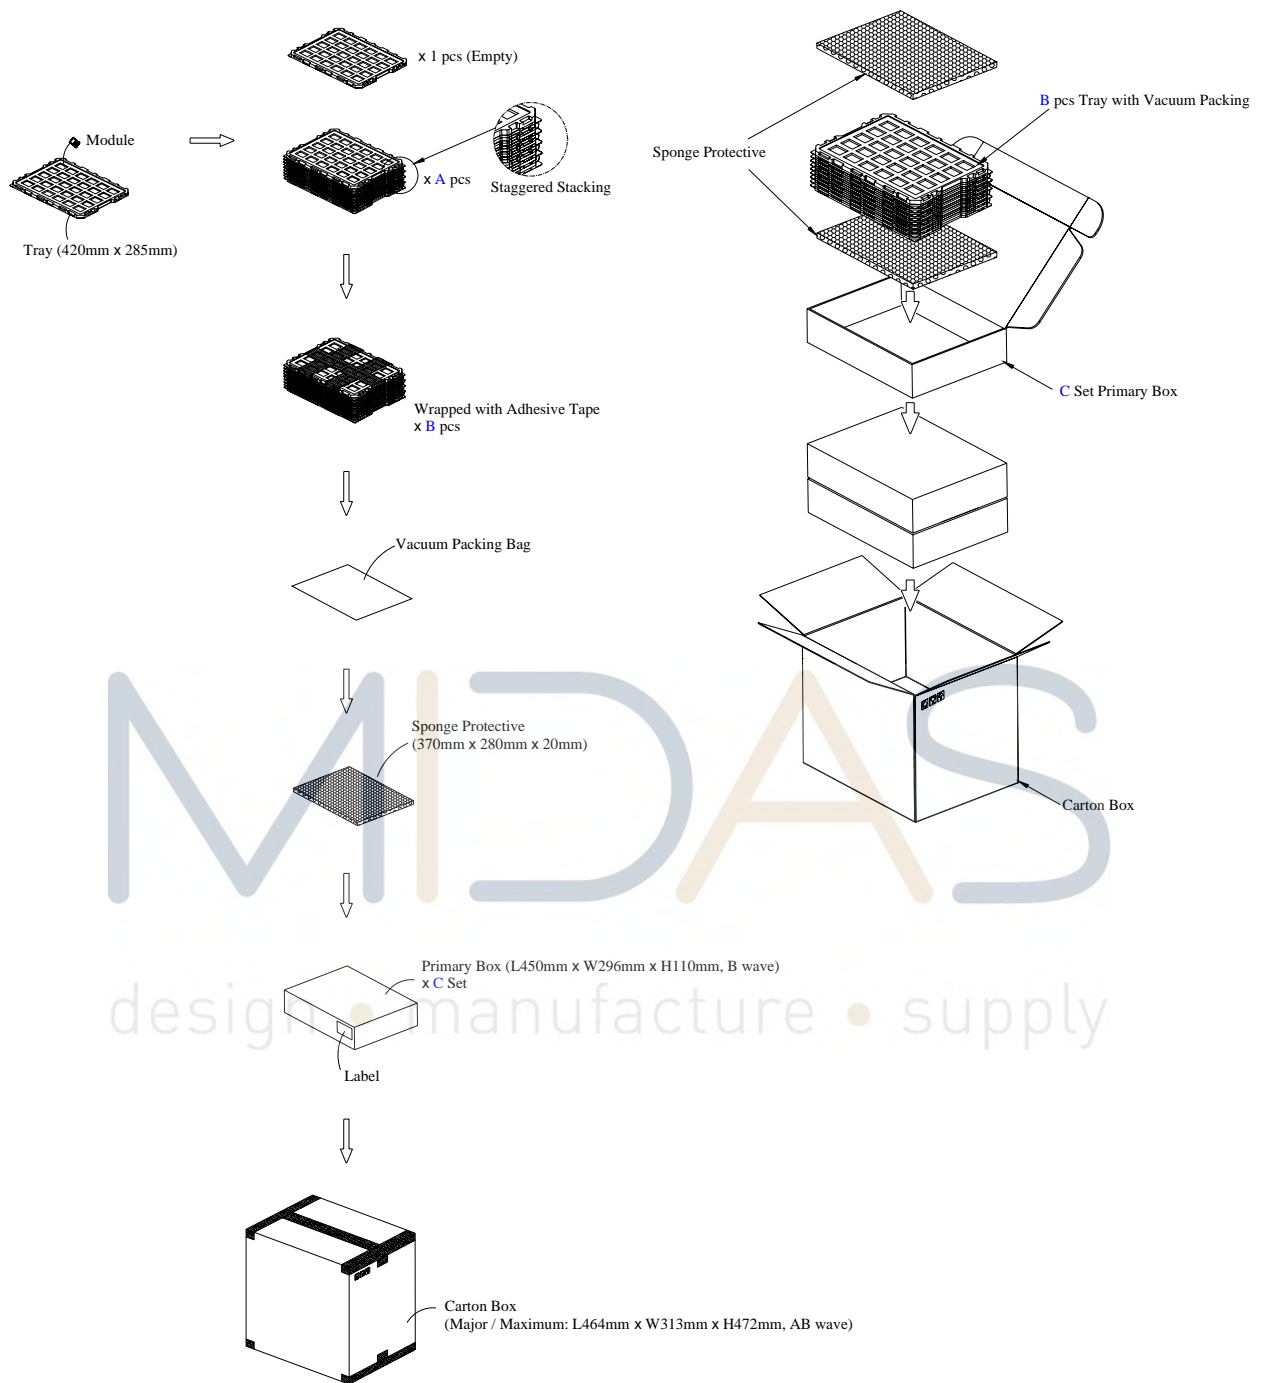 x 1 pcs (Empty)
Module
x A pcs
Staggered Stacking
Tray (420mm x 285mm)
Wrapped with Adhesive Tape
x B pcs
Vacuum Packing Bag
Sponge Protective
(370mm x 280mm x 20mm)
Primary Box (L450mm x W296mm x H110mm, B wave)
x C Set
Label
Carton Box
(Major / Maximum: L464mm x W313mm x H472mm, AB wave)
B pcs Tray with Vacuum Packing
Sponge Protective
C Set Primary Box
Carton Box
MIDAS
design • manufacture • supply